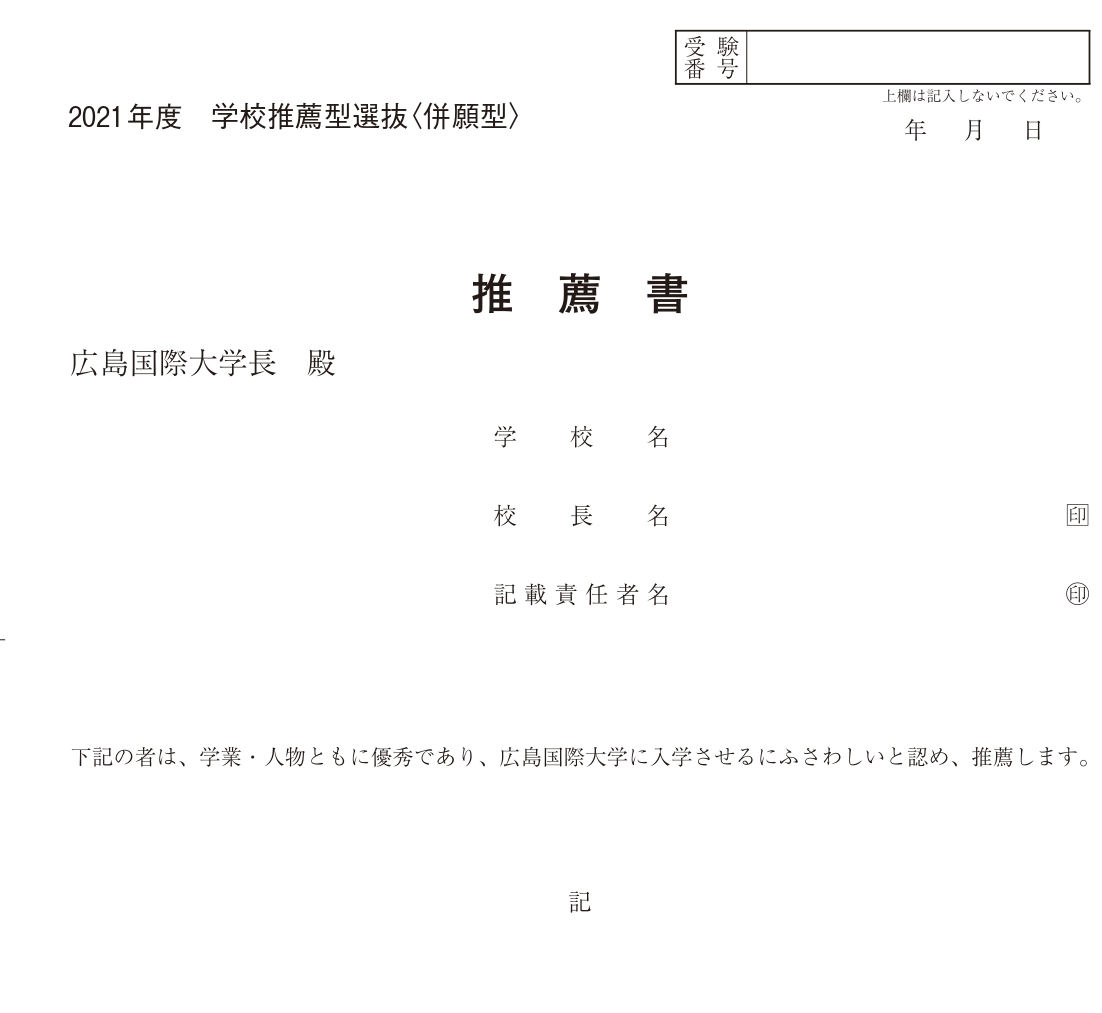 受験
番号
上欄は記入しないでください。
2021年度　学校推薦型選抜〈併願型〉
年　月　日
推　薦　書
広島国際大学長　殿
学　校　名
校　長　名　印
記載責任者名　㊞
下記の者は、学業・人物ともに優秀であり、広島国際大学に入学させるにふさわしいと認め、推薦します。
記